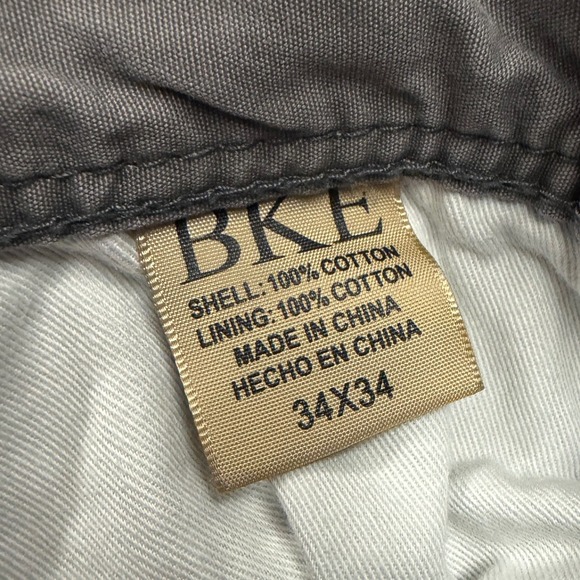 BKE
SHELL: 100% COTTON
LINING: 100% COTTON
MADE IN CHINA
HECHO EN CHINA
34X34